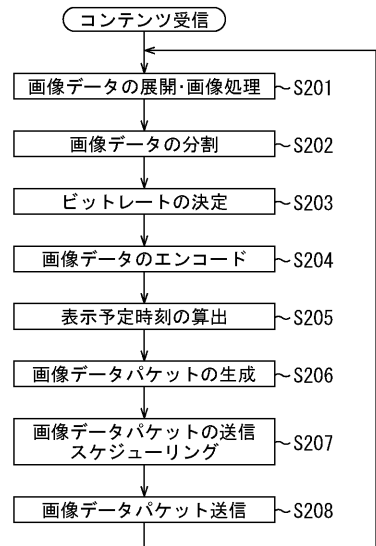 コンテンツ受信
画像データの展開・画像処理 ～S201
画像データの分割 ～S202
ビットレートの決定 ～S203
画像データのエンコード ～S204
表示予定時刻の算出 ～S205
画像データパケットの生成 ～S206
画像データパケットの送信
スケジューリング ～S207
画像データパケット送信 ～S208